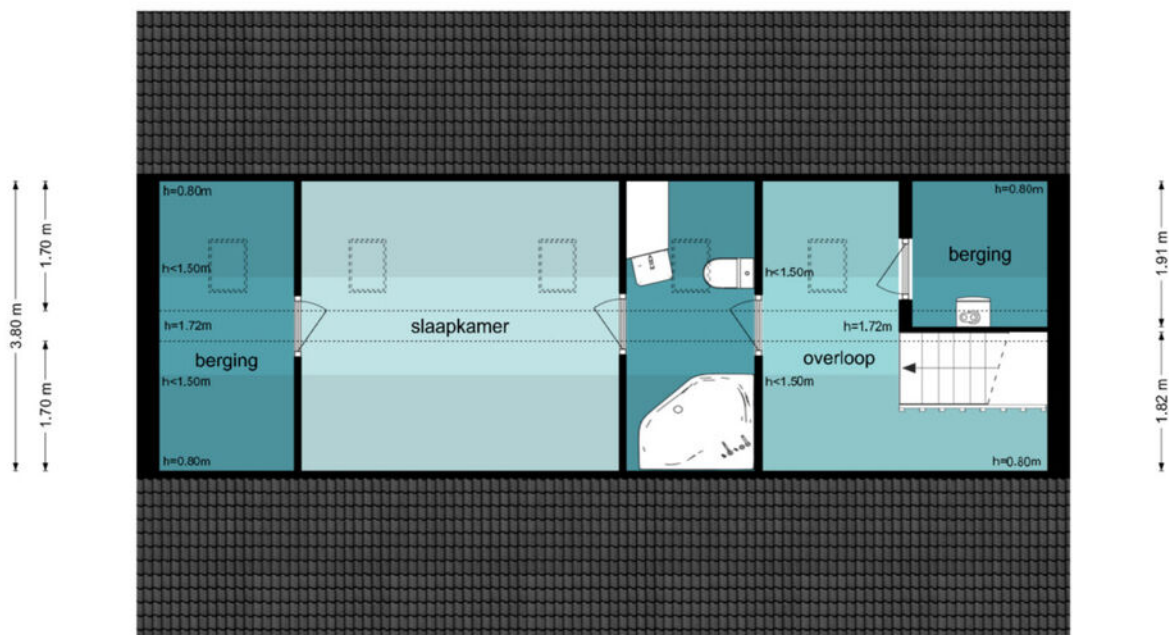 h=0.80m
h=0.80m
h<1.50m
h<1.50m
berging
h=1.72m
slaapkamer
h=1.72m
berging
overloop
h<1.50m
h<1.50m
h=0.80m
h=0.80m
3.80 m
1.70 m
1.70 m
1.91 m
1.82 m